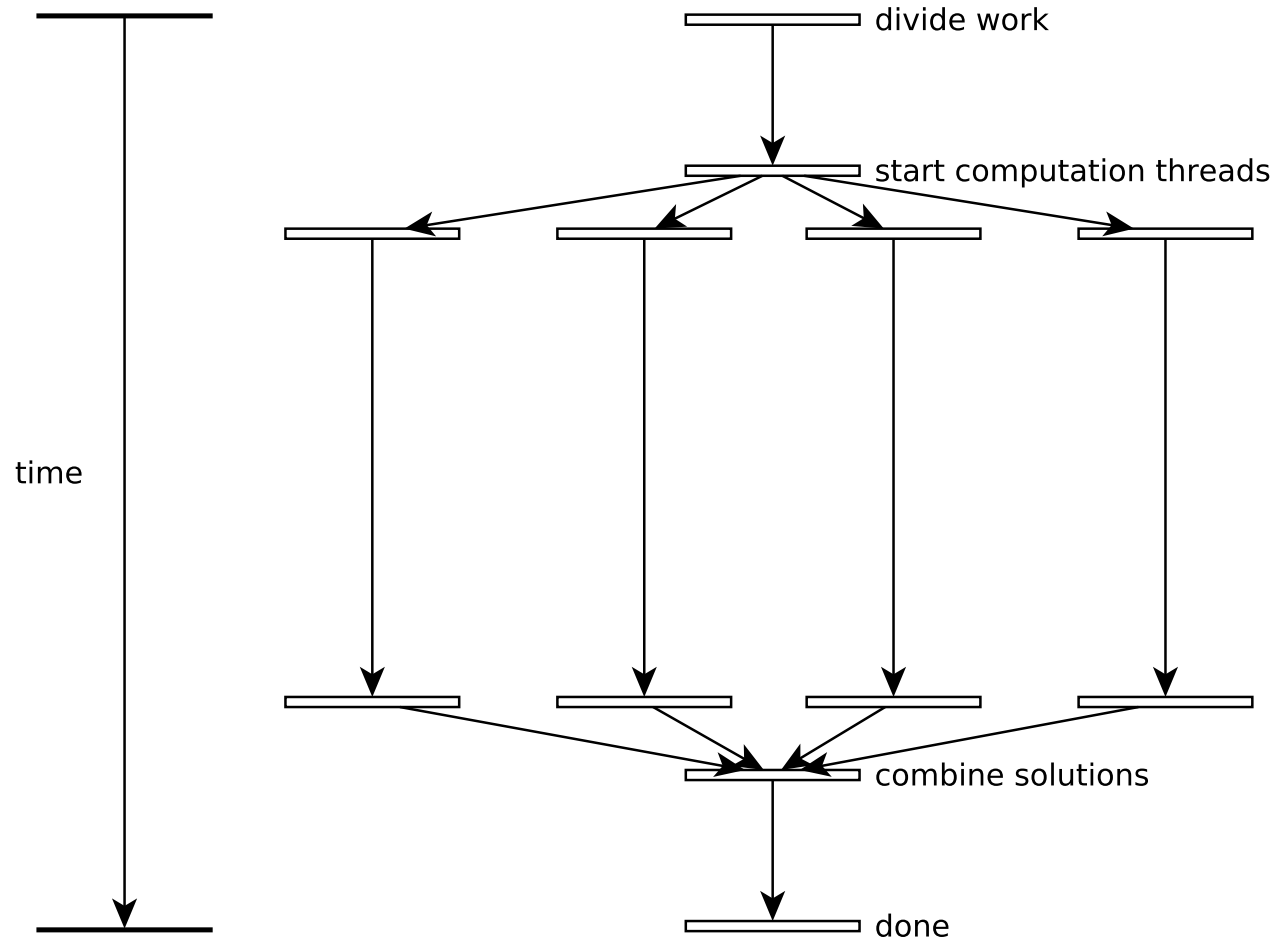 divide work
start computation threads
time
combine solutions
done